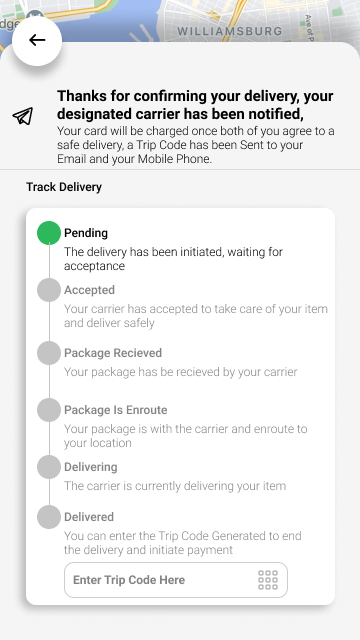 WILLIAMSBURG
Thanks for confirming your delivery, your
designated carrier has been notified,
Your card will be charged once both of you agree to a
safe delivery, a Trip Code has been Sent to your
Email and your Mobile Phone.
Track Delivery
Pending
The delivery has been initiated, waiting for
acceptance
Accepted
Your carrier has accepted to take care of your item
and deliver safely
Package Recieved
Your package has be recieved by your carrier
Package Is Enroute
Your package is with the carrier and enroute to
your location
Delivering
The carrier is currently delivering your item
Delivered
You can enter the Trip Code Generated to end
the delivery and initiate payment
Enter Trip Code Here